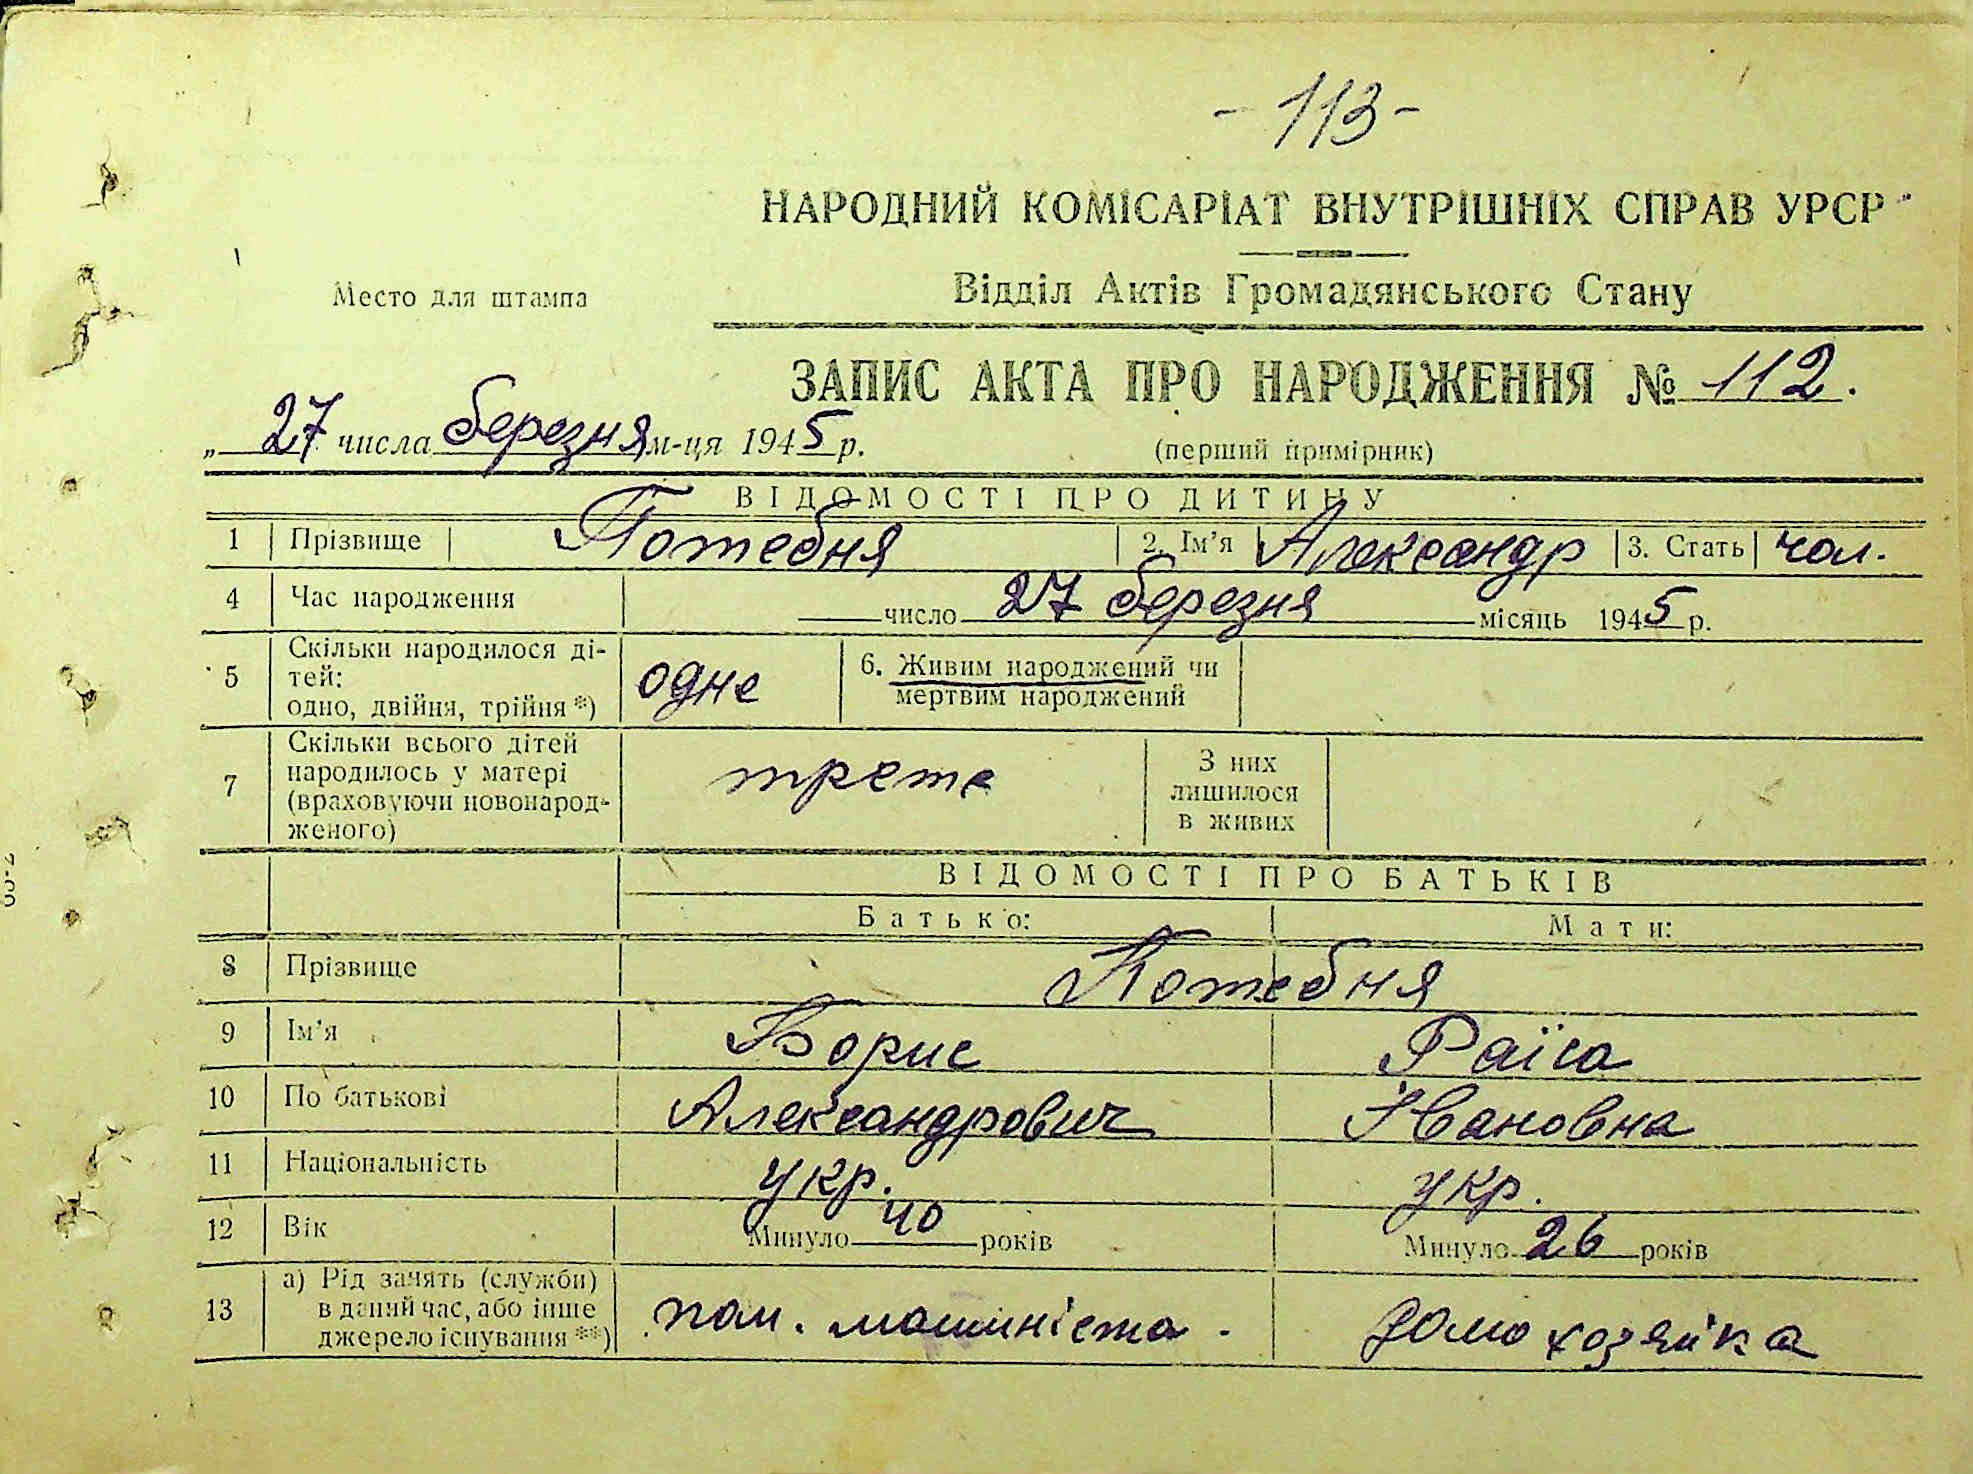 - 113 -
НАРОДНИЙ КОМІСАРІАТ ВНУТРІШНІХ СПРАВ УРСР
Место для штампа
Відділ Актів Громадянського Стану
ЗАПИС АКТА ПРО НАРОДЖЕННЯ № 112.
„ 27 числа березня м-ця 1945 р.
(перший примірник)
ВІДОМОСТІ ПРО ДИТИНУ
1 Прізвище Потебня 2. Ім'я Александр 3. Стать чол.
4 Час народження число 27 березня місяць 1945 р.
5 Скільки народилося ді-
тей:
одно, двійня, трійня *) одне 6. Живим народжений чи
мертвим народжений
7 Скільки всього дітей
народилось у матері
(враховуючи новонарод-
женого) трете З них
лишилося
в живих
ВІДОМОСТІ ПРО БАТЬКІВ
Батько: Мати:
8 Прізвище Потебня
9 Ім'я Борис Раїса
10 По батькові Александрович Івановна
11 Національність укр. укр.
12 Вік Минуло 40 років Минуло 26 років
13 а) Рід занять (служби)
в даний час, або інше
джерело існування **) пом. машиніста. домохозяйка